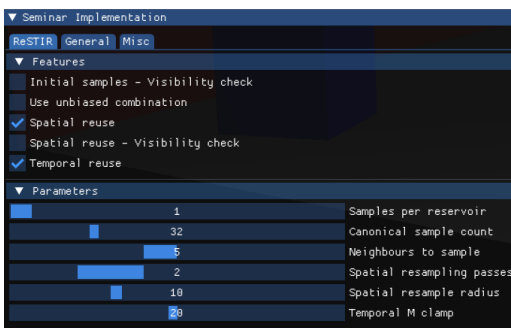 ▼ Seminar Implementation
ReSTIR General Misc
▼ Features
Initial samples - Visibility check
Use unbiased combination
Spatial reuse
Spatial reuse - Visibility check
Temporal reuse
▼ Parameters
1 Samples per reservoir
32 Canonical sample count
5 Neighbours to sample
2 Spatial resampling passes
10 Spatial resample radius
20 Temporal M clamp